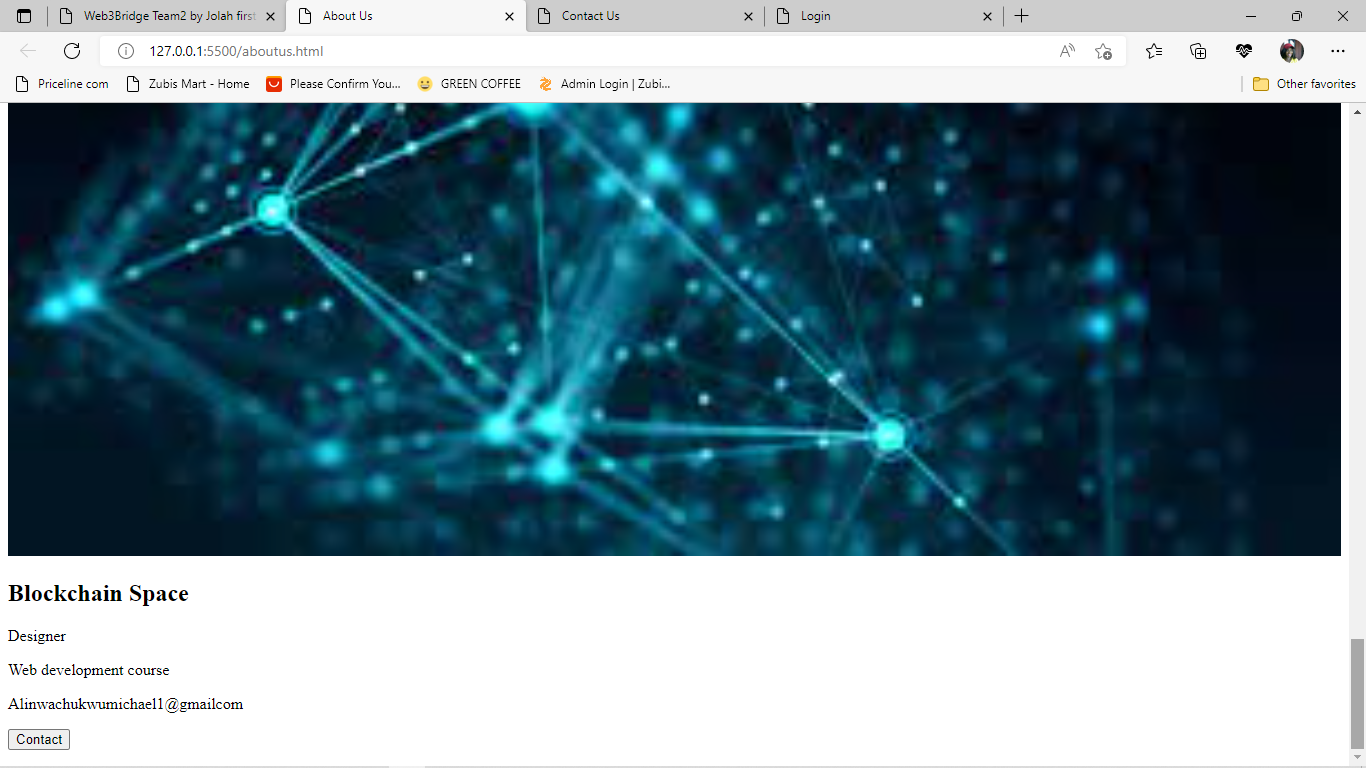 Web3Bridge Team2 by Jolah first
About Us
Contact Us
Login
127.0.0.1:5500/aboutus.html
Priceline com
Zubis Mart - Home
Please Confirm You...
GREEN COFFEE
Admin Login | Zubi...
Other favorites
Blockchain Space
Designer
Web development course
Alinwachukwumichael1@gmailcom
Contact